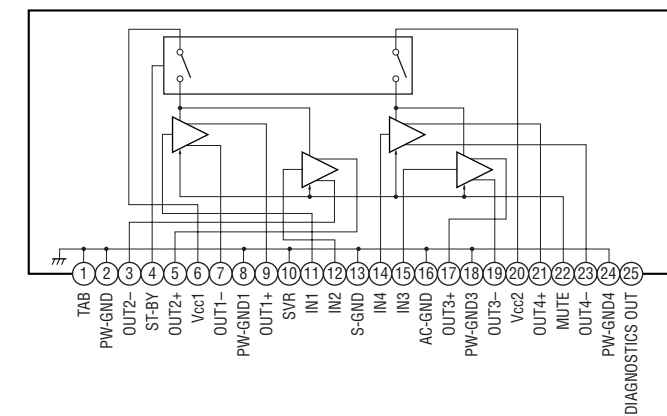 1 2 3 4 5 6 7 8 9 10 11 12 13 14 15 16 17 18 19 20 21 22 23 24 25
TAB
PW-GND
OUT2–
ST-BY
OUT2+
Vcc1
OUT1–
PW-GND1
OUT1+
SVR
IN1
IN2
S-GND
IN4
IN3
AC-GND
OUT3+
PW-GND3
OUT3–
Vcc2
OUT4+
MUTE
OUT4–
PW-GND4
DIAGNOSTICS OUT